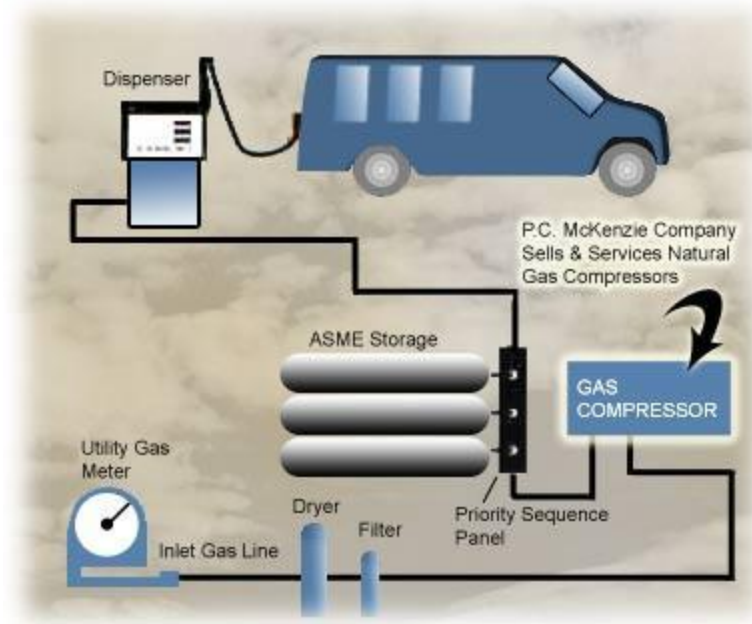 Dispenser
P.C. McKenzie Company
Sells & Services Natural
Gas Compressors
ASME Storage
GAS
COMPRESSOR
Utility Gas
Meter
Dryer
Filter
Priority Sequence
Panel
Inlet Gas Line